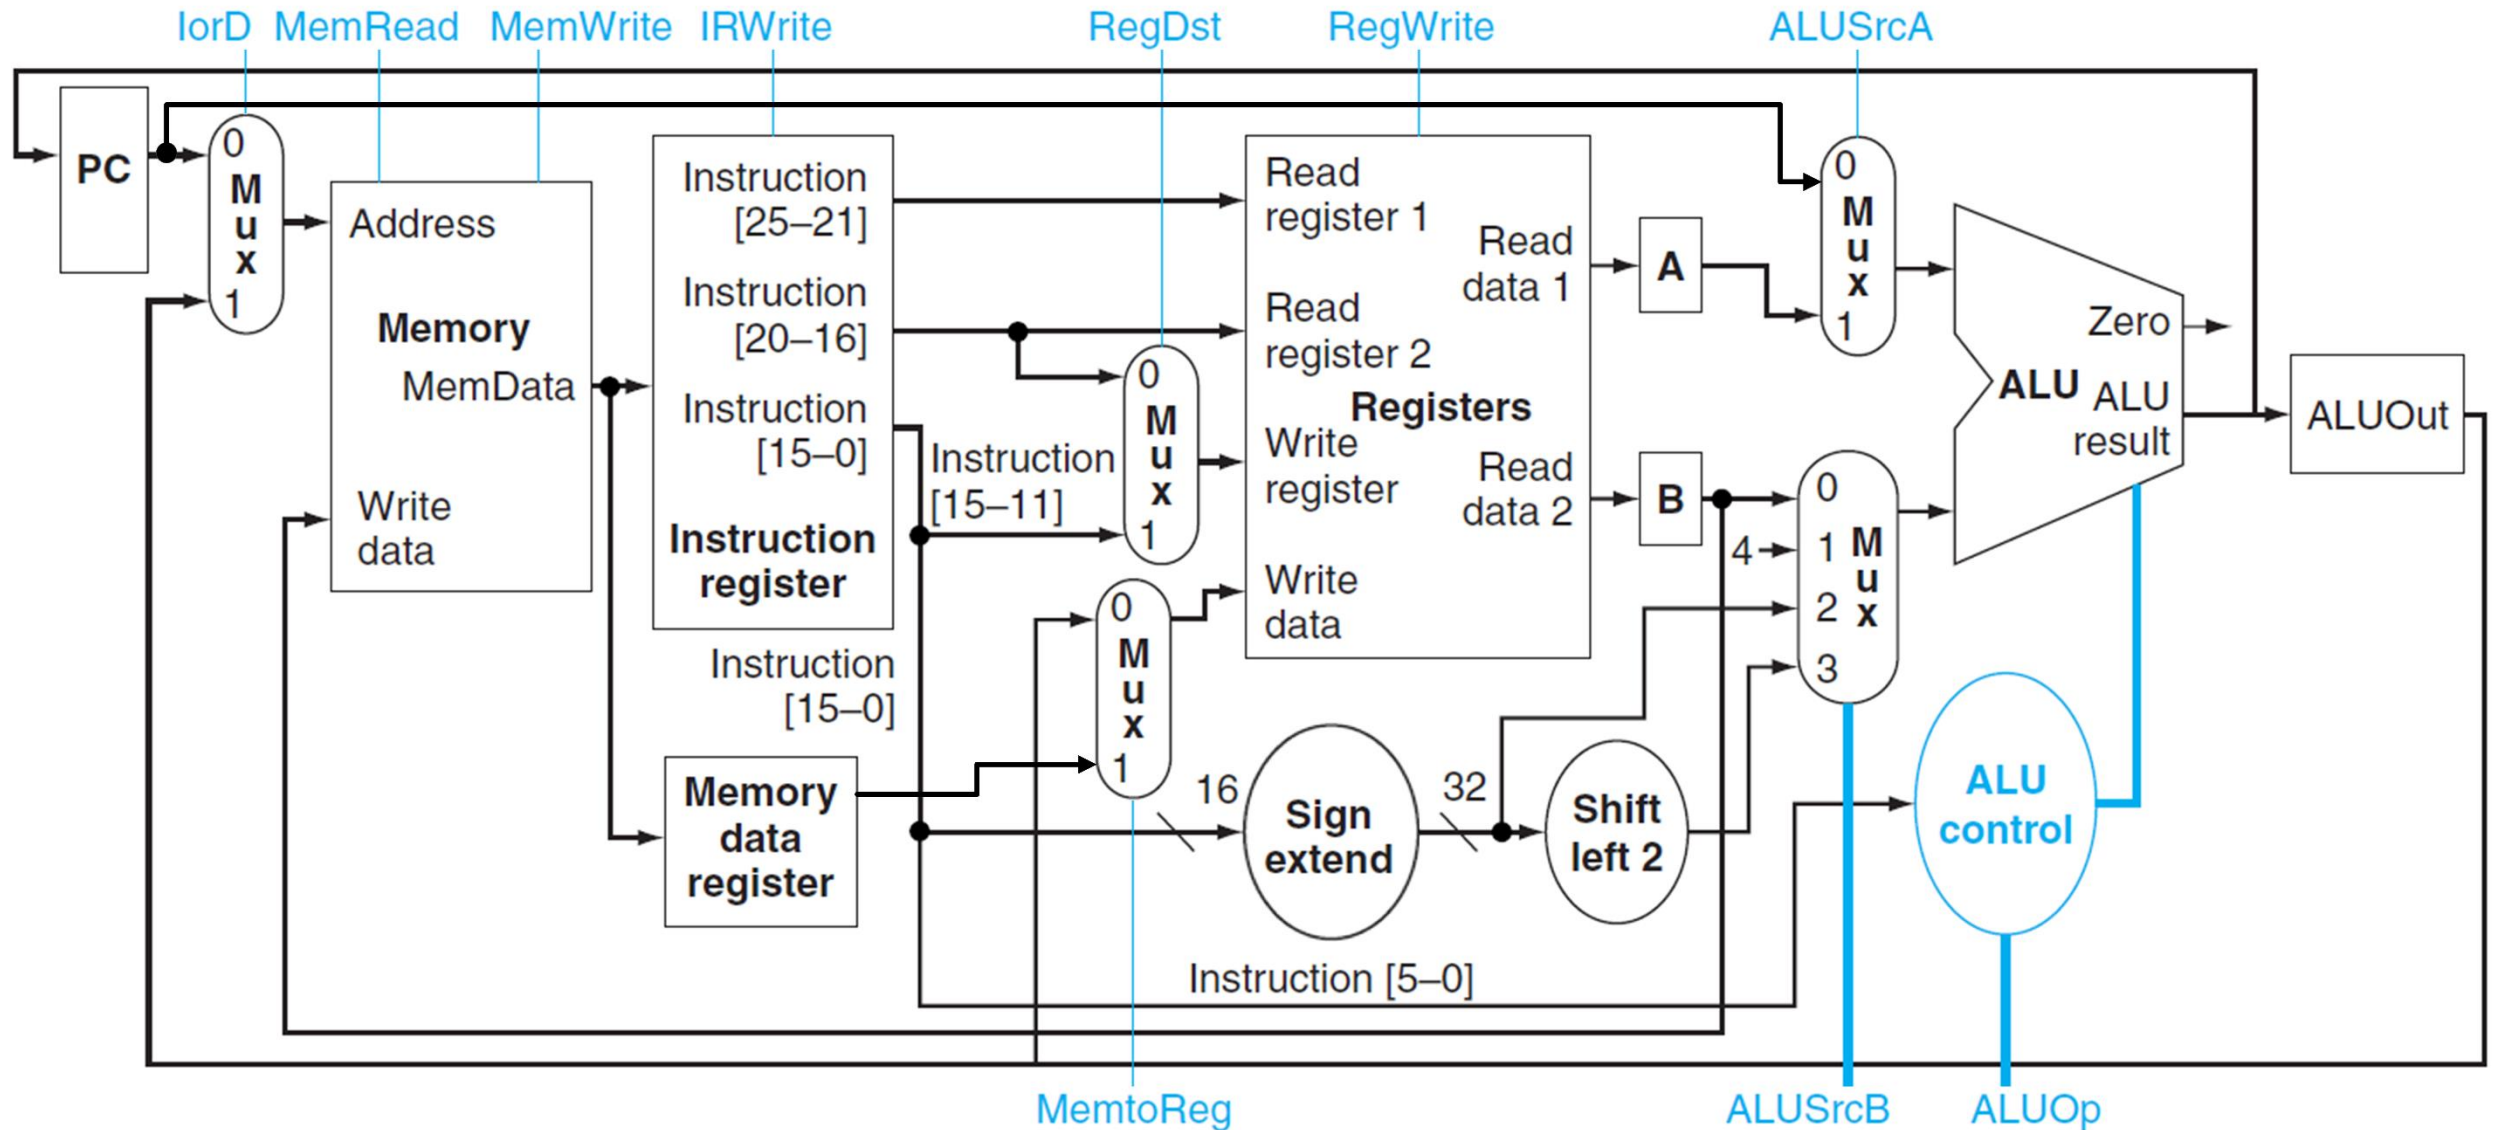 IorD MemRead MemWrite IRWrite RegDst RegWrite ALUSrcA
PC
0
M
u
x
1
Address
Memory
MemData
Write
data
Instruction
[25–21]
Instruction
[20–16]
Instruction
[15–0]
Instruction
register
Instruction
[15–0]
Memory
data
register
Instruction
[15–11]
0
M
u
x
1
0
M
u
x
1
Read
register 1
Read
register 2
Registers
Write
register
Write
data
Read
data 1
Read
data 2
16
Sign
extend
32
Shift
left 2
Instruction [5–0]
A
B
4
0
M
u
x
1
0
1
2
3
M
u
x
Zero
ALU
ALU
result
ALUOut
ALU
control
MemtoReg ALUSrcB ALUOp